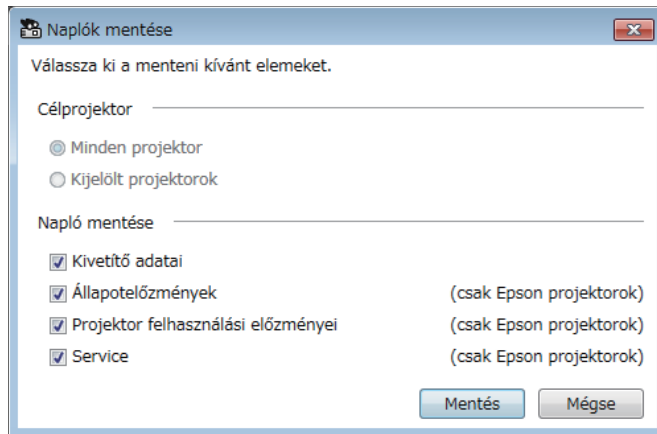 Naplók mentése
Válassza ki a menteni kívánt elemeket.
Célprojektor
Minden projektor
Kijelölt projektorok
Napló mentése
Kivetítő adatai
Állapotelőzmények (csak Epson projektorok)
Projektor felhasználási előzményei (csak Epson projektorok)
Service (csak Epson projektorok)
Mentés Mégse